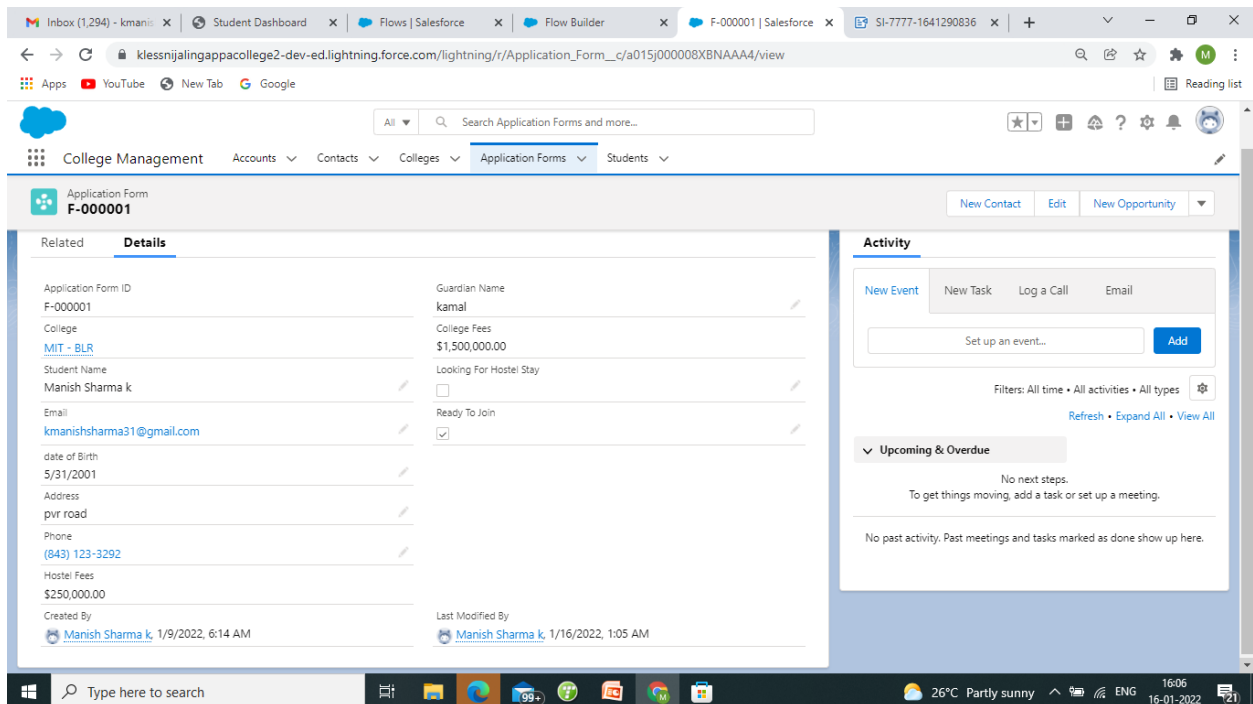 Inbox (1,294) - kmanis
Student Dashboard
Flows | Salesforce
Flow Builder
F-000001 | Salesforce
SI-7777-1641290836
klessnijalingappacollege2-dev-ed.lightning.force.com/lightning/r/Application_Form__c/a015j000008XBNAAA4/view
M
Apps YouTube New Tab G Google Reading list
All Search Application Forms and more...
College Management Accounts Contacts Colleges Application Forms Students
Application Form
F-000001
New Contact Edit New Opportunity
Related Details
Application Form ID
F-000001
College
MIT - BLR
Student Name
Manish Sharma k
Email
kmanishsharma31@gmail.com
date of Birth
5/31/2001
Address
pvr road
Phone
(843) 123-3292
Hostel Fees
$250,000.00
Created By
Manish Sharma k, 1/9/2022, 6:14 AM
Guardian Name
kamal
College Fees
$1,500,000.00
Looking For Hostel Stay
Ready To Join
Last Modified By
Manish Sharma k, 1/16/2022, 1:05 AM
Activity
New Event New Task Log a Call Email
Set up an event... Add
Filters: All time • All activities • All types
Refresh • Expand All • View All
Upcoming & Overdue
No next steps.
To get things moving, add a task or set up a meeting.
No past activity. Past meetings and tasks marked as done show up here.
Type here to search
99+
26°C Partly sunny ENG
16:06
16-01-2022
21